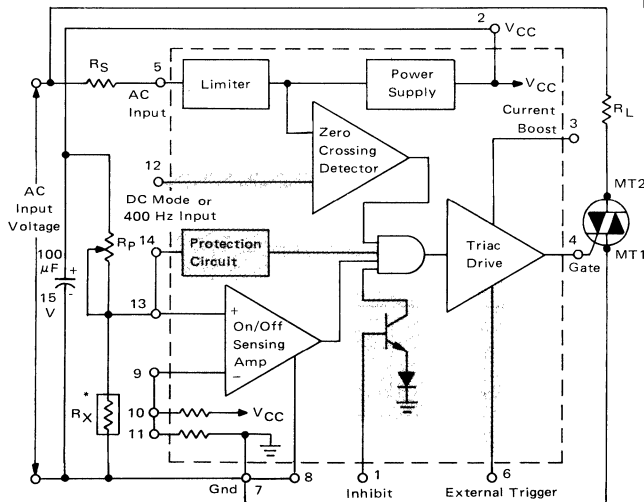 2
VCC
RS
5
AC
Input
Limiter
Power
Supply
VCC
Current
Boost
3
RL
Zero
Crossing
Detector
12
DC Mode or
400 Hz Input
AC
Input
Voltage
MT2
MT1
4
Gate
Triac
Drive
RP
14
Protection
Circuit
100
µF
+
15
V
-
13
+
On/Off
Sensing
Amp
–
9
RX
*
10
VCC
11
Gnd
7
8
1
Inhibit
6
External Trigger